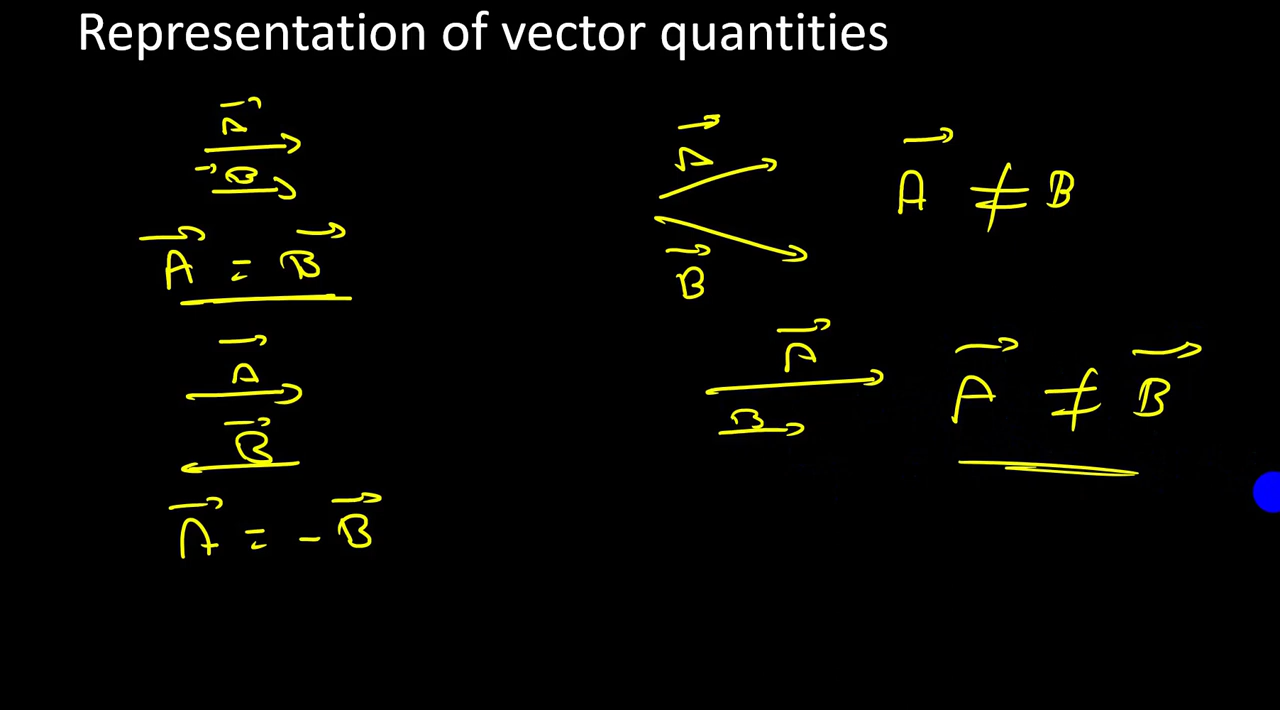 Representation of vector quantities
A⃗
B⃗
A⃗ = B⃗
A⃗
B⃗
A⃗ = - B⃗
A⃗
B⃗
A⃗ ≠ B
A⃗
B
A⃗ ≠ B⃗